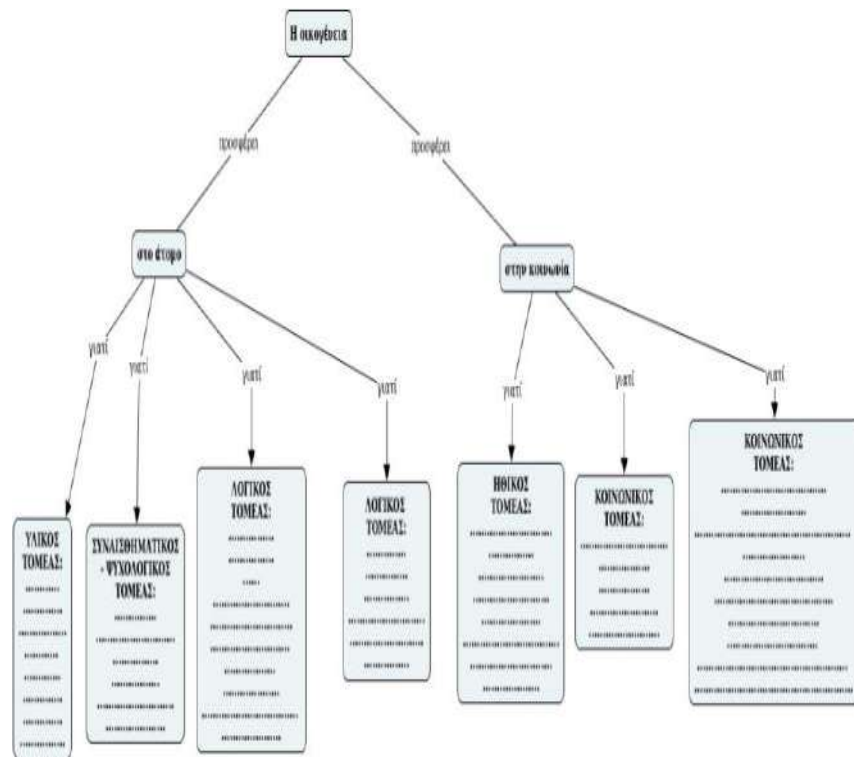 Η οικογένεια
προσφέρει
προσφέρει
στο άτομο
στην κοινωνία
γιατί
γιατί
γιατί
γιατί
γιατί
γιατί
γιατί
ΥΛΙΚΟΣ
ΤΟΜΕΑΣ:
ΣΥΝΑΙΣΘΗΜΑΤΙΚΟΣ
- ΨΥΧΟΛΟΓΙΚΟΣ
ΤΟΜΕΑΣ:
ΛΟΓΙΚΟΣ
ΤΟΜΕΑΣ:
ΛΟΓΙΚΟΣ
ΤΟΜΕΑΣ:
ΗΘΙΚΟΣ
ΤΟΜΕΑΣ:
ΚΟΙΝΩΝΙΚΟΣ
ΤΟΜΕΑΣ:
ΚΟΙΝΩΝΙΚΟΣ
ΤΟΜΕΑΣ: